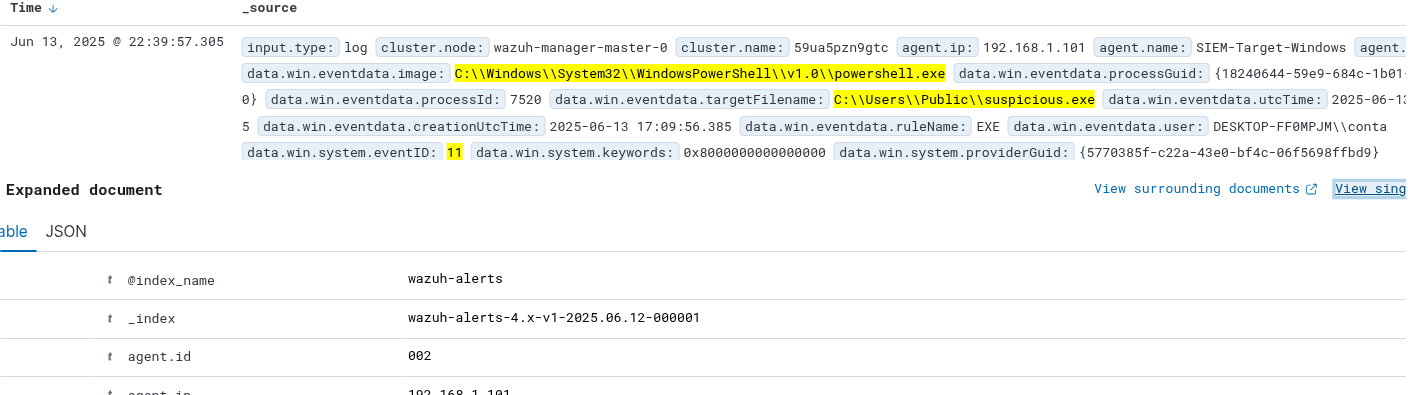 Time ↓ _source
Jun 13, 2025 @ 22:39:57.305 input.type: log cluster.node: wazuh-manager-master-0 cluster.name: 59ua5pzn9gtc agent.ip: 192.168.1.101 agent.name: SIEM-Target-Windows agent.
data.win.eventdata.image: C:\\Windows\\System32\\WindowsPowerShell\\v1.0\\powershell.exe data.win.eventdata.processGuid: {18240644-59e9-684c-1b01-
0} data.win.eventdata.processId: 7520 data.win.eventdata.targetFilename: C:\\Users\\Public\\suspicious.exe data.win.eventdata.utcTime: 2025-06-13
5 data.win.eventdata.creationUtcTime: 2025-06-13 17:09:56.385 data.win.eventdata.ruleName: EXE data.win.eventdata.user: DESKTOP-FF0MPJM\\conta
data.win.system.eventID: 11 data.win.system.keywords: 0x8000000000000000 data.win.system.providerGuid: {5770385f-c22a-43e0-bf4c-06f5698ffbd9}
Expanded document View surrounding documents View sing
able JSON
t @index_name wazuh-alerts
t _index wazuh-alerts-4.x-v1-2025.06.12-000001
t agent.id 002
t agent.ip 192.168.1.101